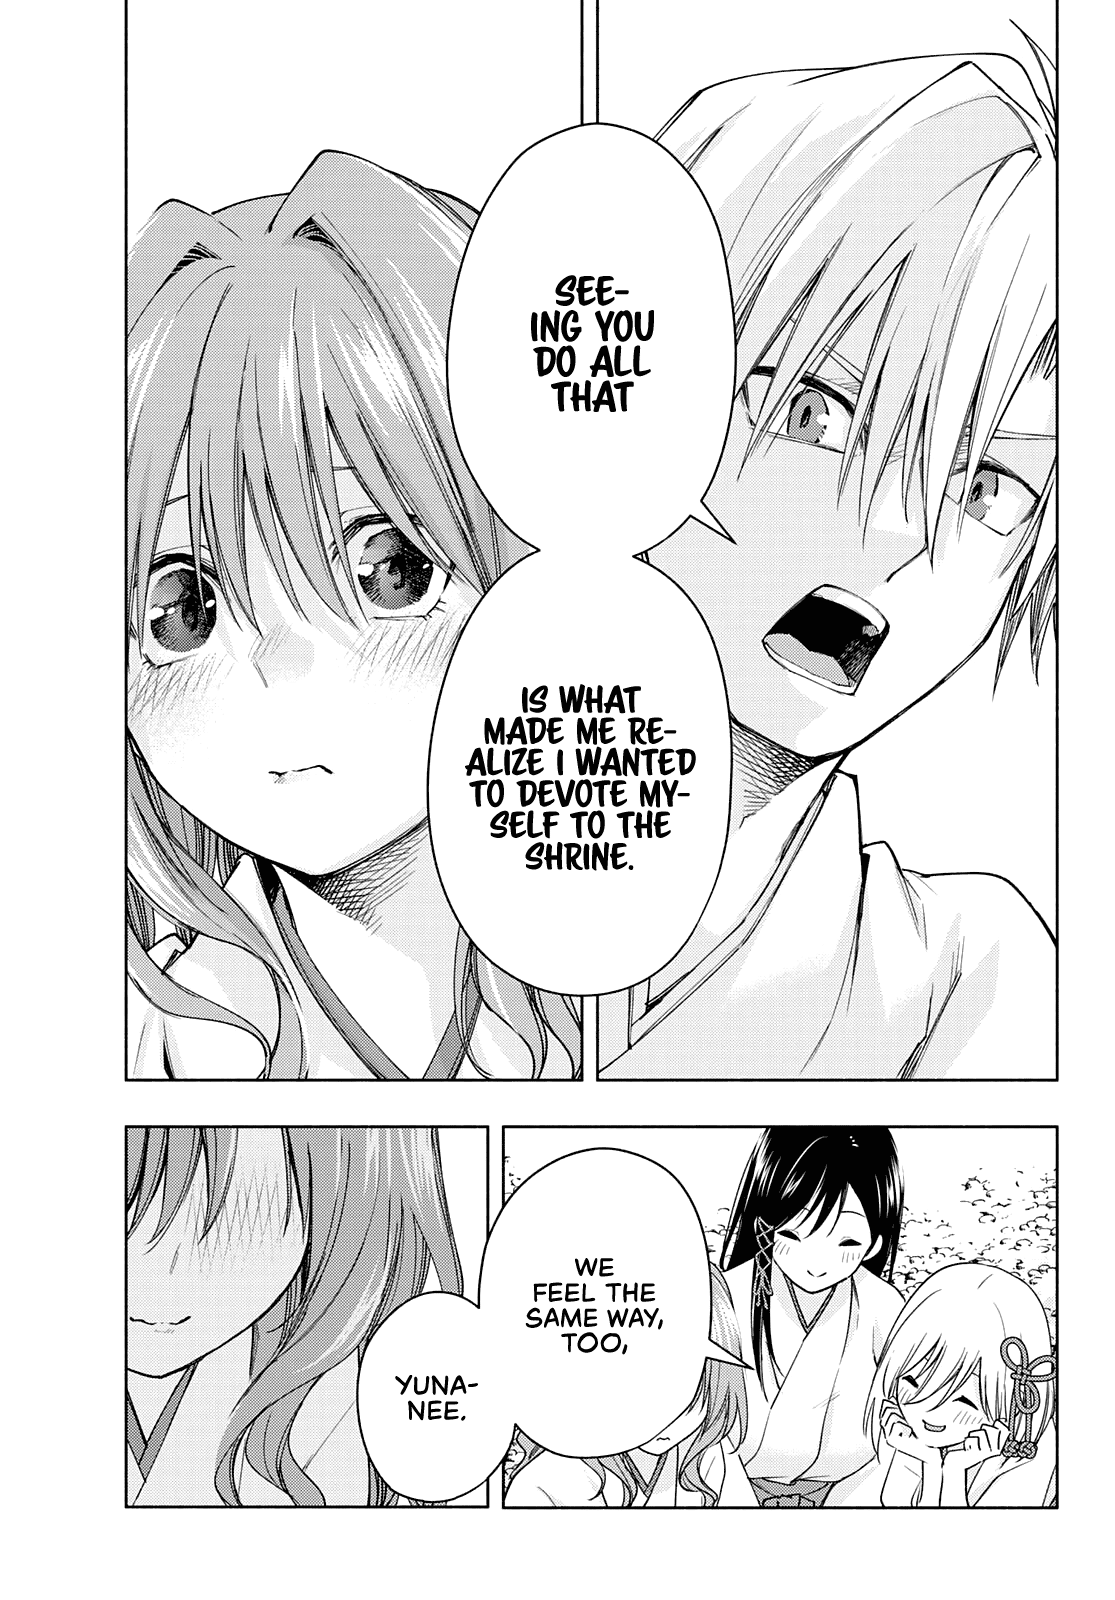 SEE-
ING YOU
DO ALL
THAT
IS WHAT
MADE ME RE-
ALIZE I WANTED
TO DEVOTE MY-
SELF TO THE
SHRINE.
WE
FEEL THE
SAME WAY,
TOO,
YUNA-
NEE.